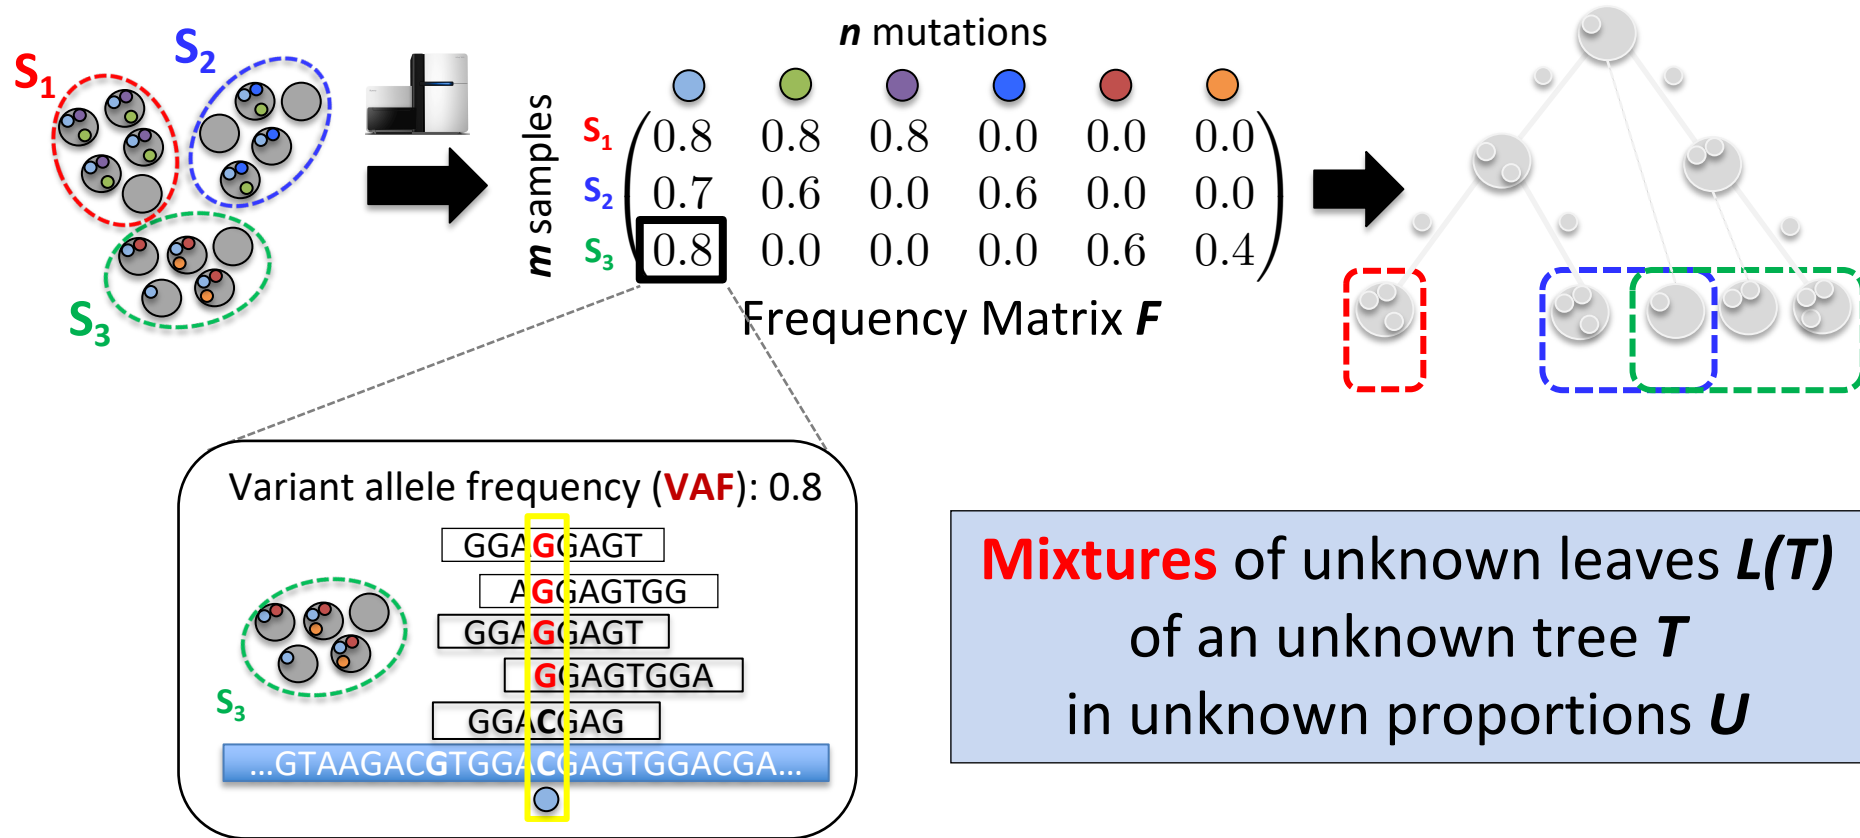 n mutations
S1
S2
S3
m samples
S1 0.8 0.8 0.8 0.0 0.0 0.0
S2 0.7 0.6 0.0 0.6 0.0 0.0
S3 0.8 0.0 0.0 0.0 0.6 0.4
Frequency Matrix F
Variant allele frequency (VAF): 0.8
GGAGGAGT
AGGAGTGG
GGAGGAGT
GGAGTGGA
GGACGAG
...GTAAGACGTGGACGAGTGGACGA...
S3
Mixtures of unknown leaves L(T)
of an unknown tree T
in unknown proportions U